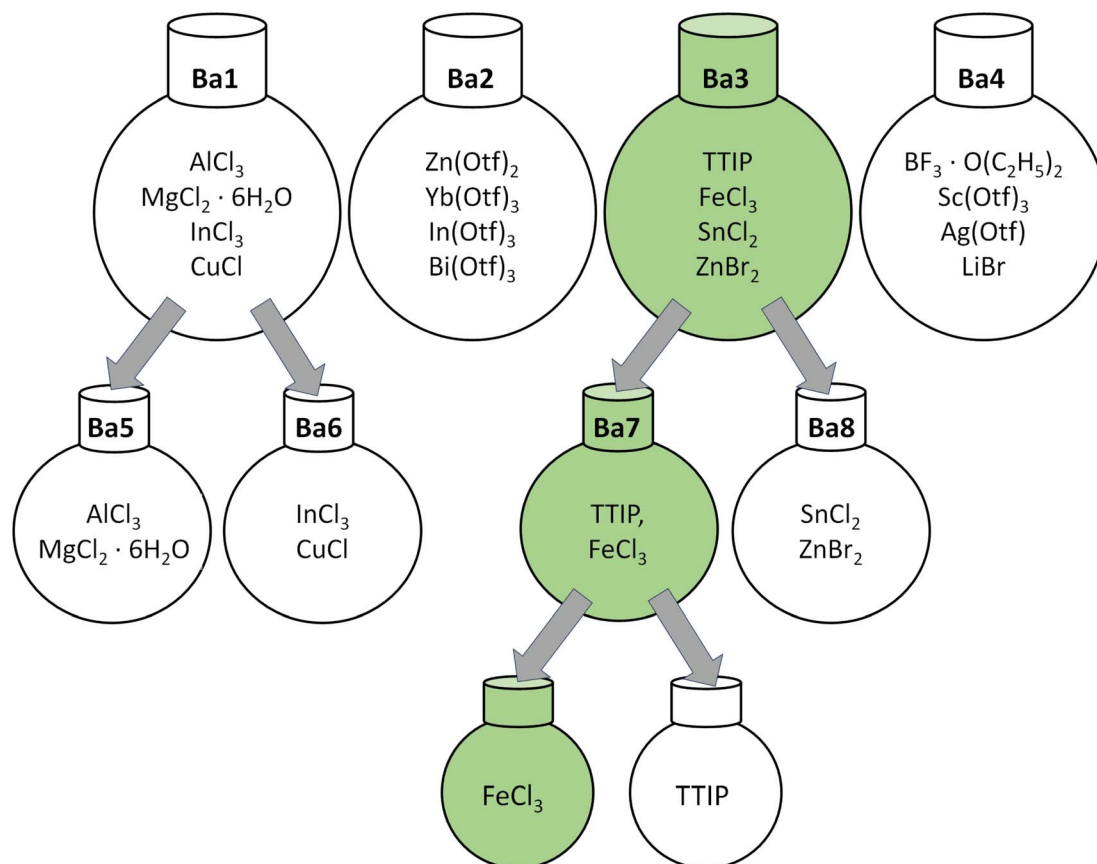 Ba1
AlCl₃
MgCl₂ · 6H₂O
InCl₃
CuCl
Ba2
Zn(Otf)₂
Yb(Otf)₃
In(Otf)₃
Bi(Otf)₃
Ba3
TTIP
FeCl₃
SnCl₂
ZnBr₂
Ba4
BF₃ · O(C₂H₅)₂
Sc(Otf)₃
Ag(Otf)
LiBr
Ba5
AlCl₃
MgCl₂ · 6H₂O
Ba6
InCl₃
CuCl
Ba7
TTIP,
FeCl₃
Ba8
SnCl₂
ZnBr₂
FeCl₃
TTIP